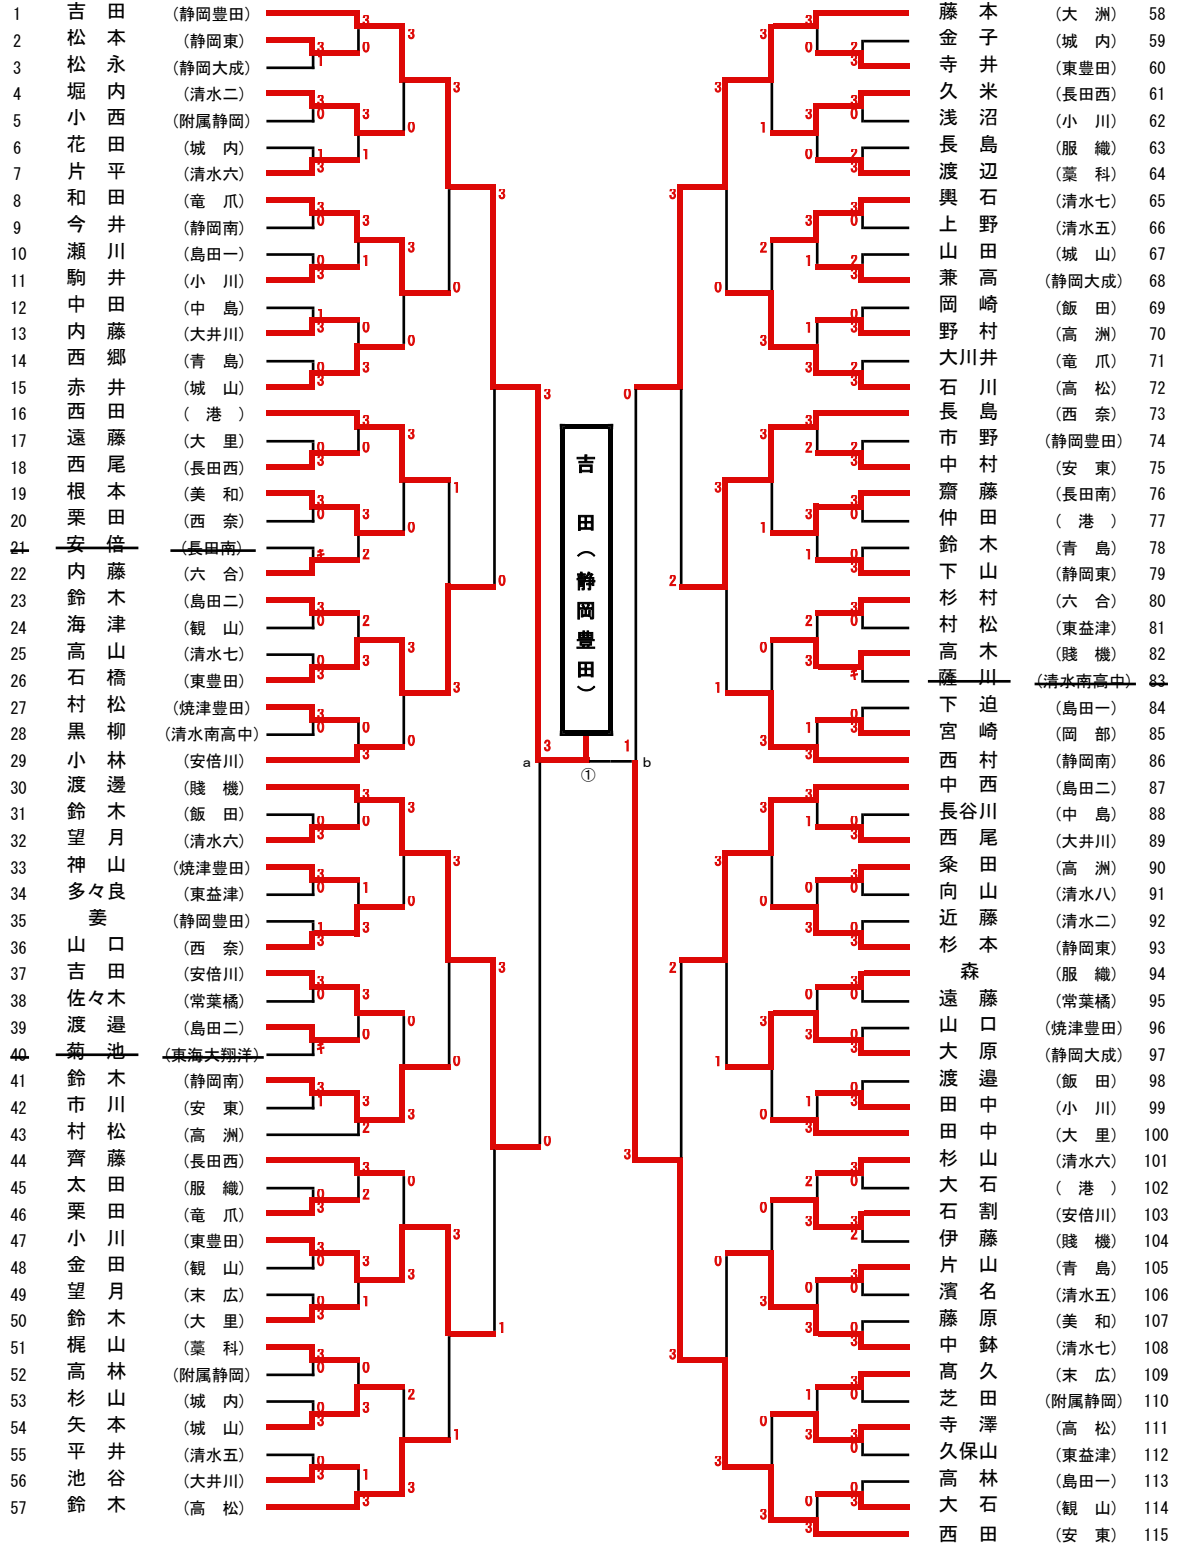 1 吉田 (静岡豊田)
2 松本 (静岡東)
3 松永 (静岡大成)
4 堀内 (清水二)
5 小西 (附属静岡)
6 花田 (城内)
7 片平 (清水六)
8 和田 (竜爪)
9 今井 (静岡南)
10 瀬川 (島田一)
11 駒井 (小川)
12 中田 (中島)
13 内藤 (大井川)
14 西郷 (青島)
15 赤井 (城山)
16 西田 (港)
17 遠藤 (大里)
18 西尾 (長田西)
19 根本 (美和)
20 栗田 (西奈)
21 安倍 (長田南)
22 内藤 (六合)
23 鈴木 (島田二)
24 海津 (観山)
25 高山 (清水七)
26 石橋 (東豊田)
27 村松 (焼津豊田)
28 黒柳 (清水南高中)
29 小林 (安倍川)
30 渡邊 (賤機)
31 鈴木 (飯田)
32 望月 (清水六)
33 神山 (焼津豊田)
34 多々良 (東益津)
35 姜 (静岡豊田)
36 山口 (西奈)
37 吉田 (安倍川)
38 佐々木 (常葉橘)
39 渡邉 (島田二)
40 菊池 (東海大翔洋)
41 鈴木 (静岡南)
42 市川 (安東)
43 村松 (高洲)
44 齊藤 (長田西)
45 太田 (服織)
46 栗田 (竜爪)
47 小川 (東豊田)
48 金田 (観山)
49 望月 (末広)
50 鈴木 (大里)
51 梶山 (藁科)
52 高林 (附属静岡)
53 杉山 (城内)
54 矢本 (城山)
55 平井 (清水五)
56 池谷 (大井川)
57 鈴木 (高松)
吉田(静岡豊田)
3 1
a ① b
藤本 (大洲) 58
金子 (城内) 59
寺井 (東豊田) 60
久米 (長田西) 61
浅沼 (小川) 62
長島 (服織) 63
渡辺 (藁科) 64
輿石 (清水七) 65
上野 (清水五) 66
山田 (城山) 67
兼高 (静岡大成) 68
岡崎 (飯田) 69
野村 (高洲) 70
大川井 (竜爪) 71
石川 (高松) 72
長島 (西奈) 73
市野 (静岡豊田) 74
中村 (安東) 75
齋藤 (長田南) 76
仲田 (港) 77
鈴木 (青島) 78
下山 (静岡東) 79
杉村 (六合) 80
村松 (東益津) 81
高木 (賤機) 82
薩川 (清水南高中) 83
下迫 (島田一) 84
宮崎 (岡部) 85
西村 (静岡南) 86
中西 (島田二) 87
長谷川 (中島) 88
西尾 (大井川) 89
粂田 (高洲) 90
向山 (清水八) 91
近藤 (清水二) 92
杉本 (静岡東) 93
森 (服織) 94
遠藤 (常葉橘) 95
山口 (焼津豊田) 96
大原 (静岡大成) 97
渡邉 (飯田) 98
田中 (小川) 99
田中 (大里) 100
杉山 (清水六) 101
大石 (港) 102
石割 (安倍川) 103
伊藤 (賤機) 104
片山 (青島) 105
濱名 (清水五) 106
藤原 (美和) 107
中鉢 (清水七) 108
髙久 (末広) 109
芝田 (附属静岡) 110
寺澤 (高松) 111
久保山 (東益津) 112
高林 (島田一) 113
大石 (観山) 114
西田 (安東) 115